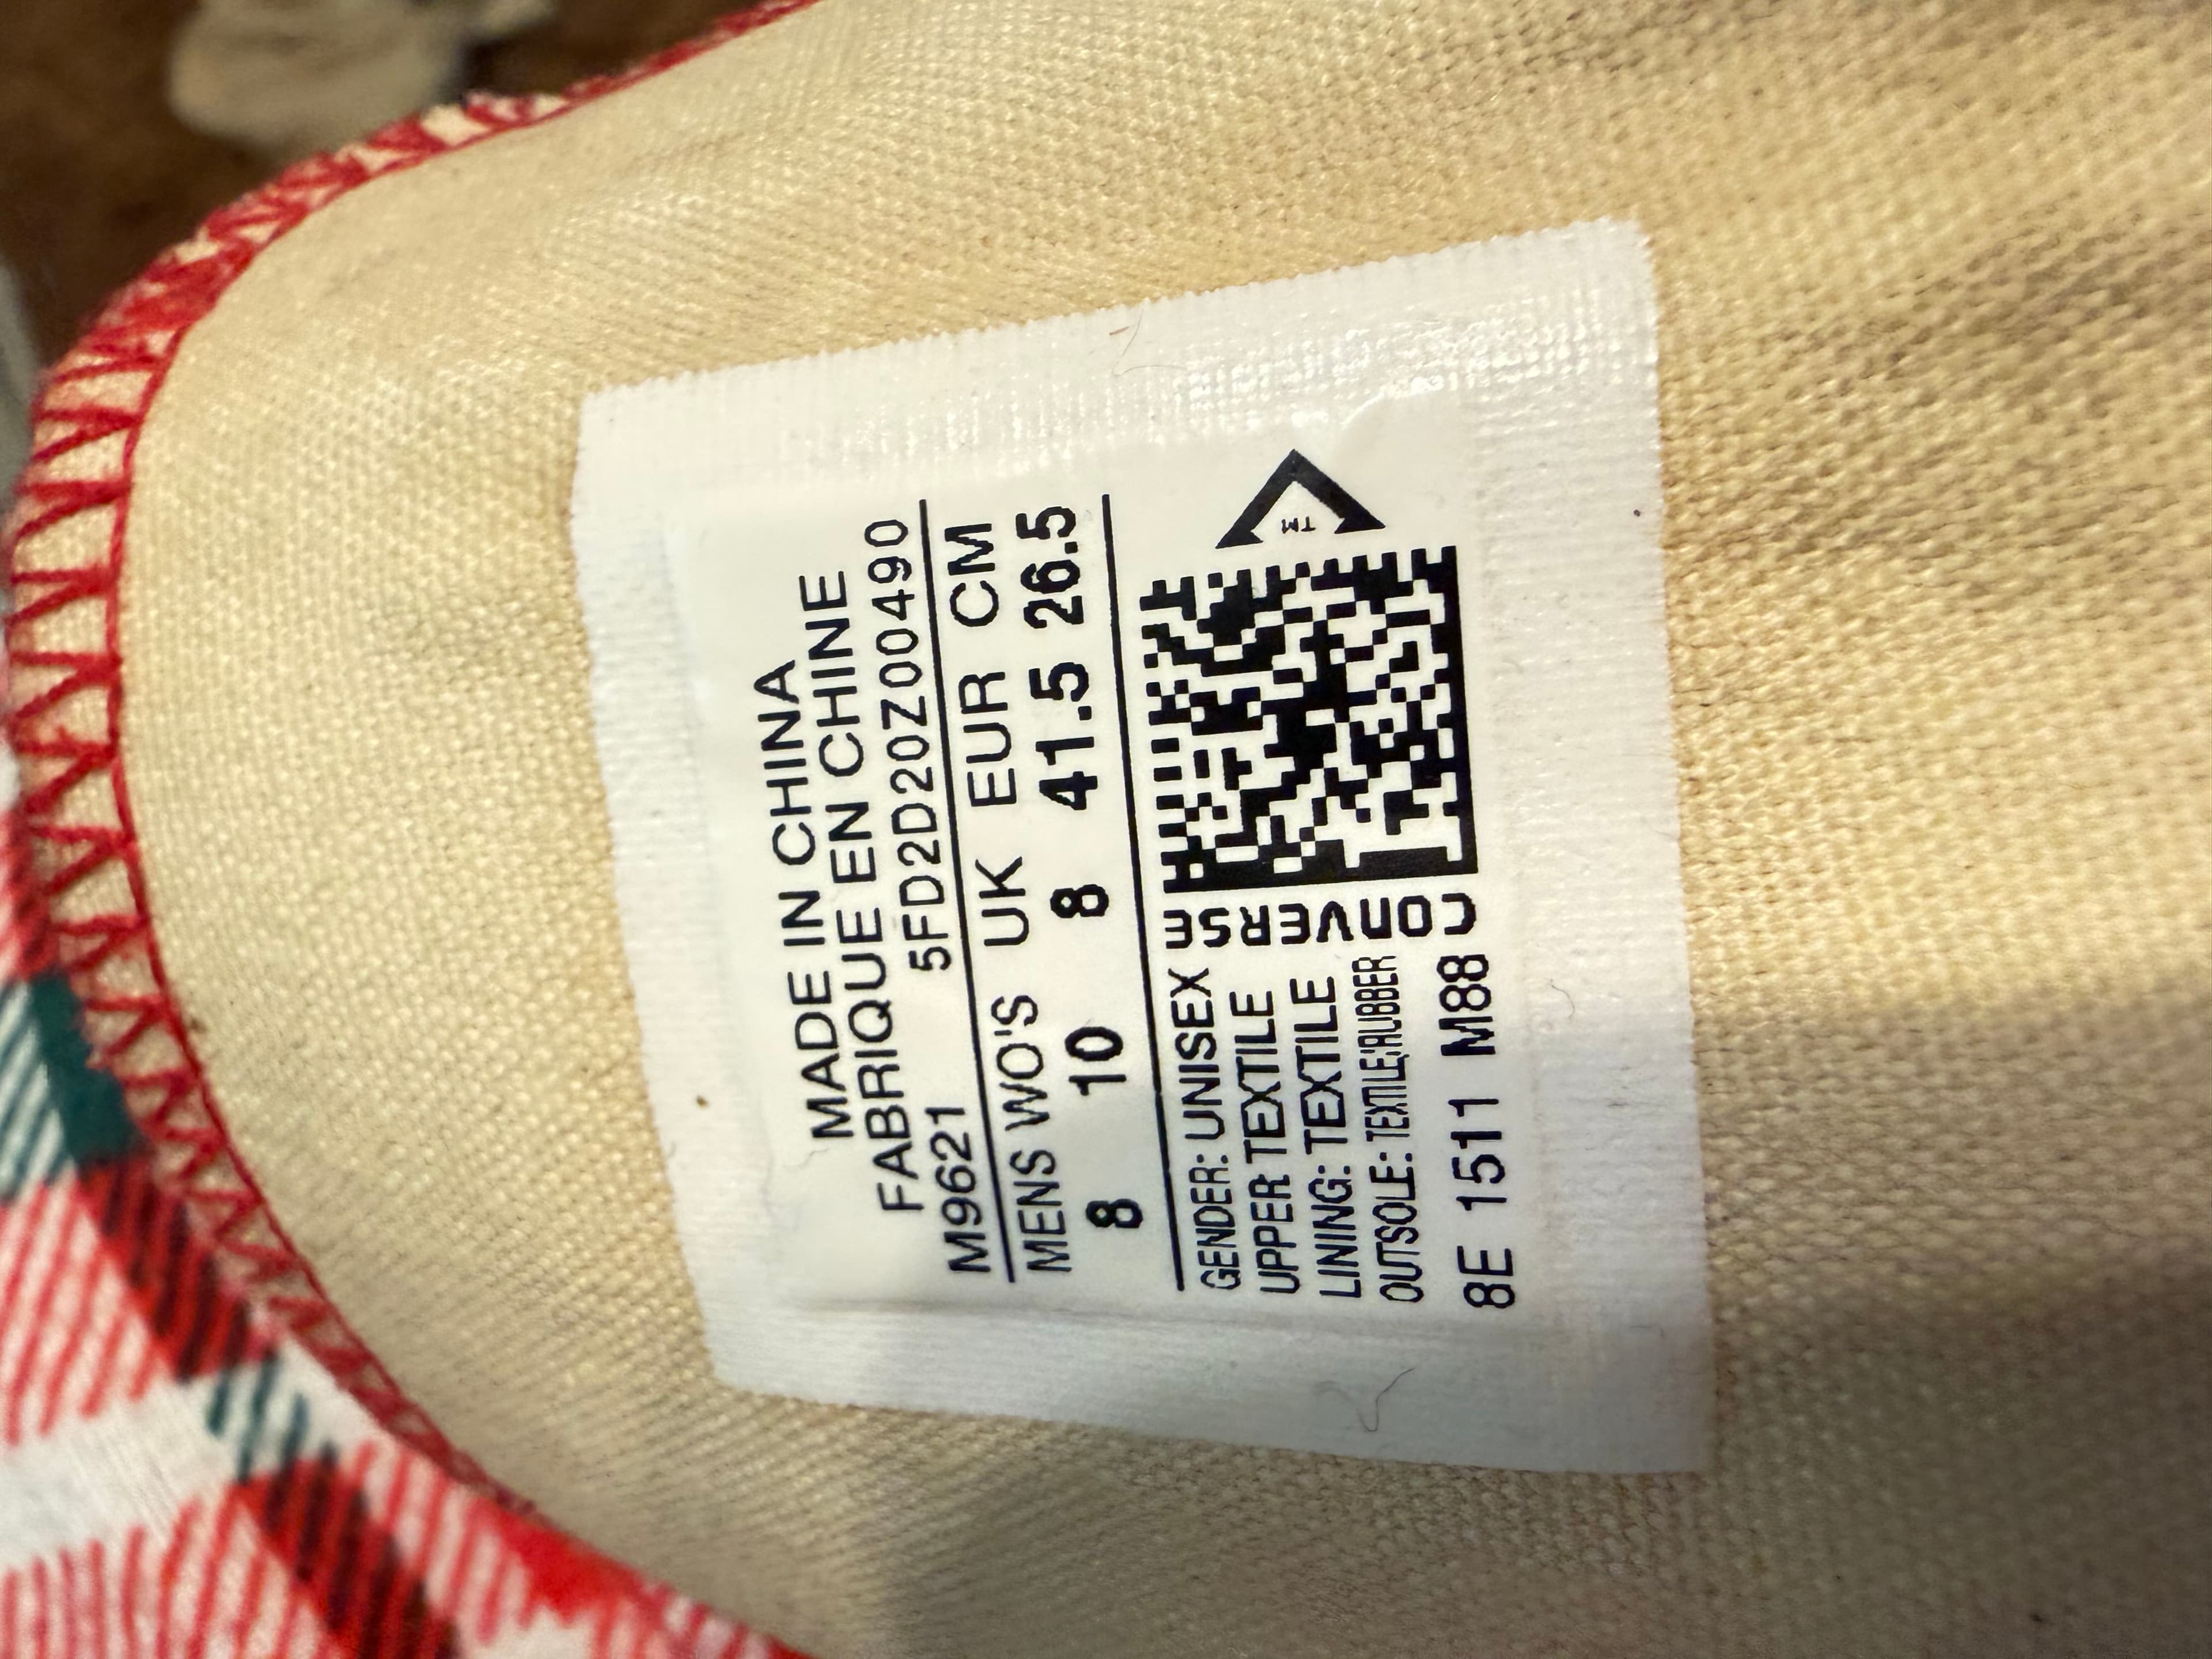 MADE IN CHINA
FABRIQUE EN CHINE
M9621 5FD2D20Z00490
MENS WO'S UK EUR CM
8 10 8 41.5 26.5
GENDER: UNISEX
UPPER TEXTILE
LINING: TEXTILE
OUTSOLE: TEXTILE/RUBBER
8E 1511 M88
CONVERSE
TM